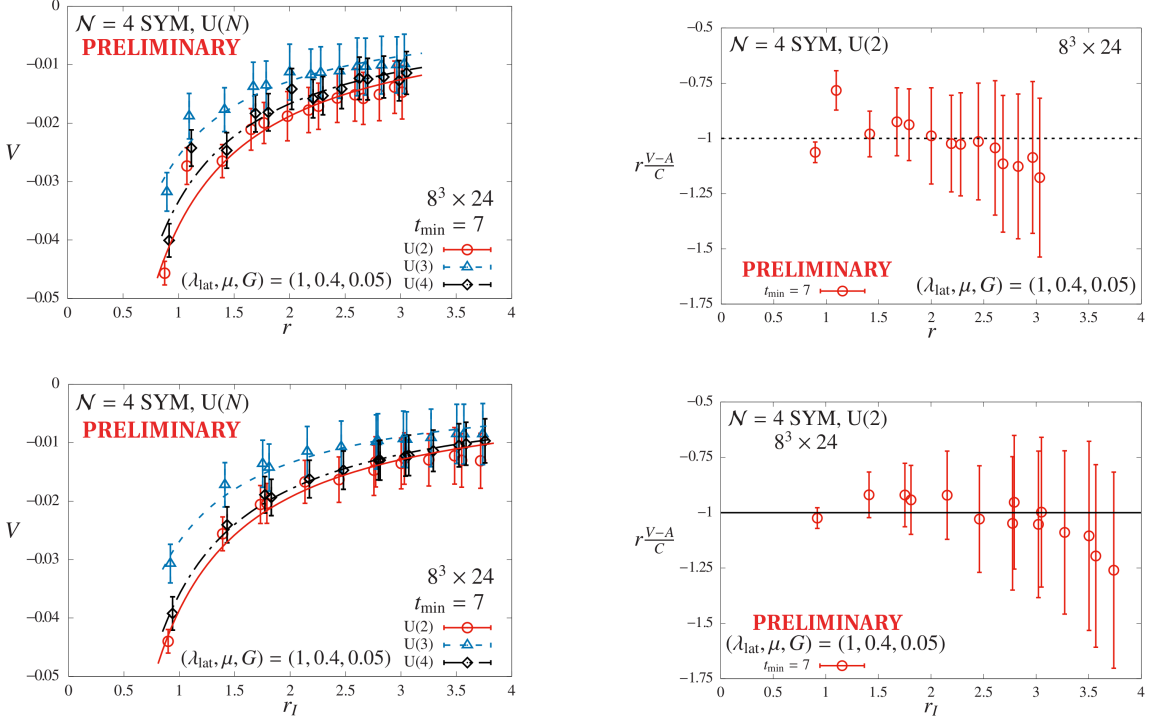 𝒩 = 4 SYM, U(N)
PRELIMINARY
0
−0.01
−0.02
−0.03
−0.04
−0.05
V
8³ × 24
t_min = 7
U(2)
U(3)
U(4)
(λ_lat, μ, G) = (1, 0.4, 0.05)
0 0.5 1 1.5 2 2.5 3 3.5 4
r
𝒩 = 4 SYM, U(2)
8³ × 24
−0.5
−0.75
−1
−1.25
−1.5
−1.75
r (V−A)/C
PRELIMINARY
t_min = 7
(λ_lat, μ, G) = (1, 0.4, 0.05)
0 0.5 1 1.5 2 2.5 3 3.5 4
r
𝒩 = 4 SYM, U(N)
PRELIMINARY
0
−0.01
−0.02
−0.03
−0.04
−0.05
V
8³ × 24
t_min = 7
U(2)
U(3)
U(4)
(λ_lat, μ, G) = (1, 0.4, 0.05)
0 0.5 1 1.5 2 2.5 3 3.5 4
r_I
𝒩 = 4 SYM, U(2)
8³ × 24
−0.5
−0.75
−1
−1.25
−1.5
−1.75
r (V−A)/C
PRELIMINARY
(λ_lat, μ, G) = (1, 0.4, 0.05)
t_min = 7
0 0.5 1 1.5 2 2.5 3 3.5 4
r_I